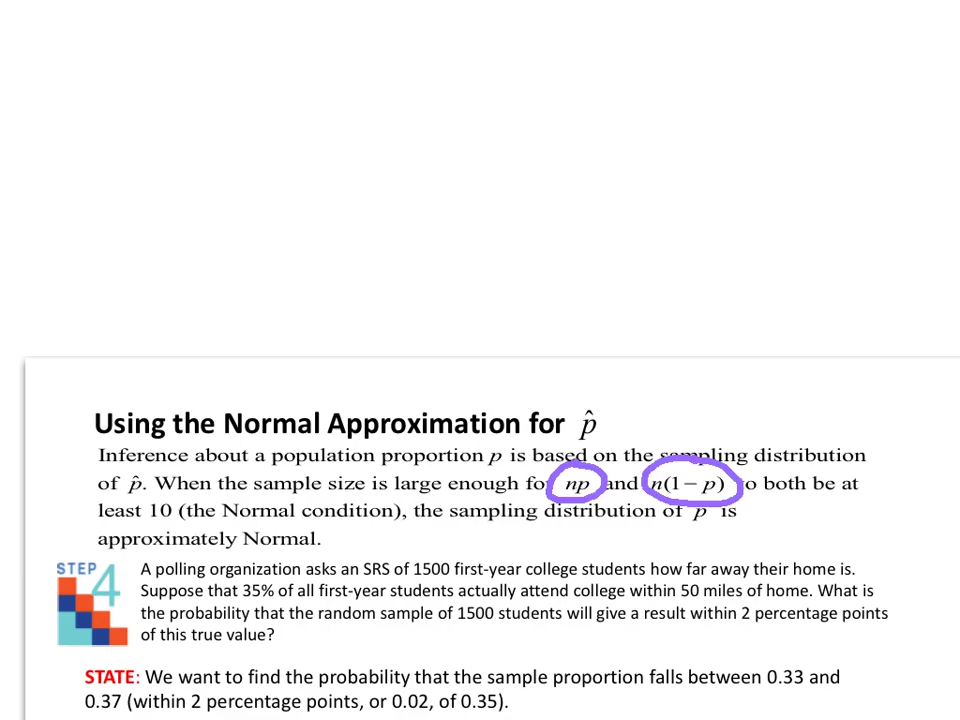 Using the Normal Approximation for p̂
Inference about a population proportion p is based on the sampling distribution
of p̂. When the sample size is large enough for np and n(1 − p) to both be at
least 10 (the Normal condition), the sampling distribution of p̂ is
approximately Normal.
STEP 4
A polling organization asks an SRS of 1500 first-year college students how far away their home is.
Suppose that 35% of all first-year students actually attend college within 50 miles of home. What is
the probability that the random sample of 1500 students will give a result within 2 percentage points
of this true value?
STATE: We want to find the probability that the sample proportion falls between 0.33 and
0.37 (within 2 percentage points, or 0.02, of 0.35).